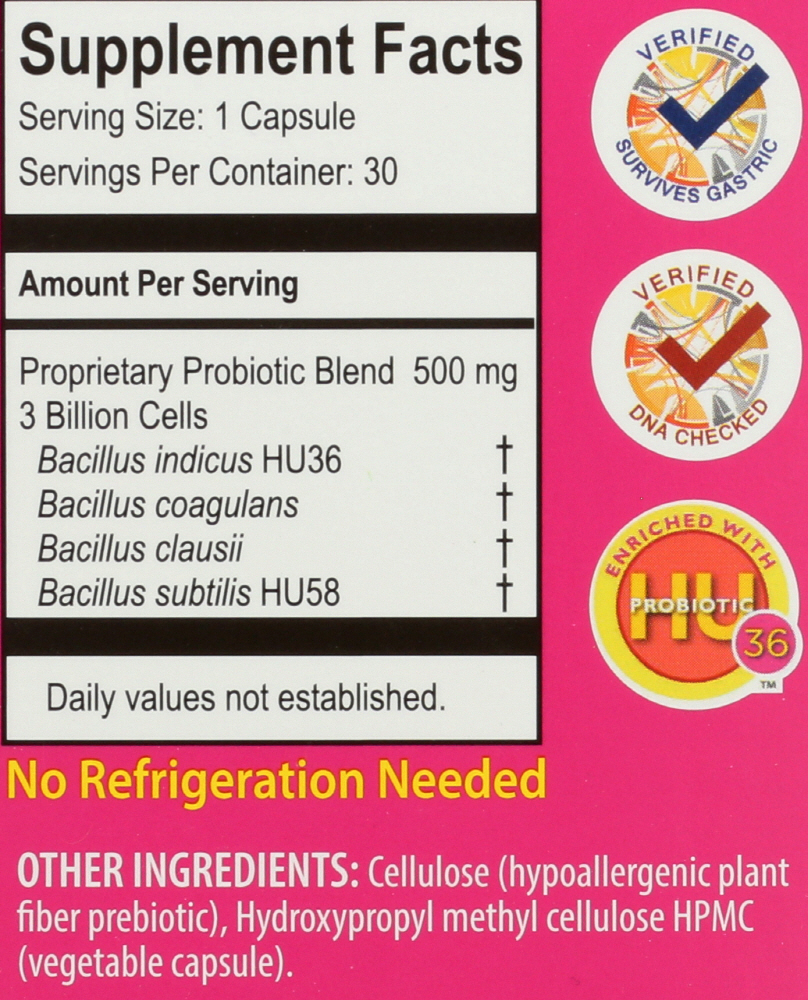 Supplement Facts
Serving Size: 1 Capsule
Servings Per Container: 30
Amount Per Serving
Proprietary Probiotic Blend 500 mg
3 Billion Cells
Bacillus indicus HU36 †
Bacillus coagulans †
Bacillus clausii †
Bacillus subtilis HU58 †
Daily values not established.
No Refrigeration Needed
OTHER INGREDIENTS: Cellulose (hypoallergenic plant
fiber prebiotic), Hydroxypropyl methyl cellulose HPMC
(vegetable capsule).
VERIFIED
SURVIVES GASTRIC
VERIFIED
DNA CHECKED
ENRICHED WITH
HU
PROBIOTIC
36
TM